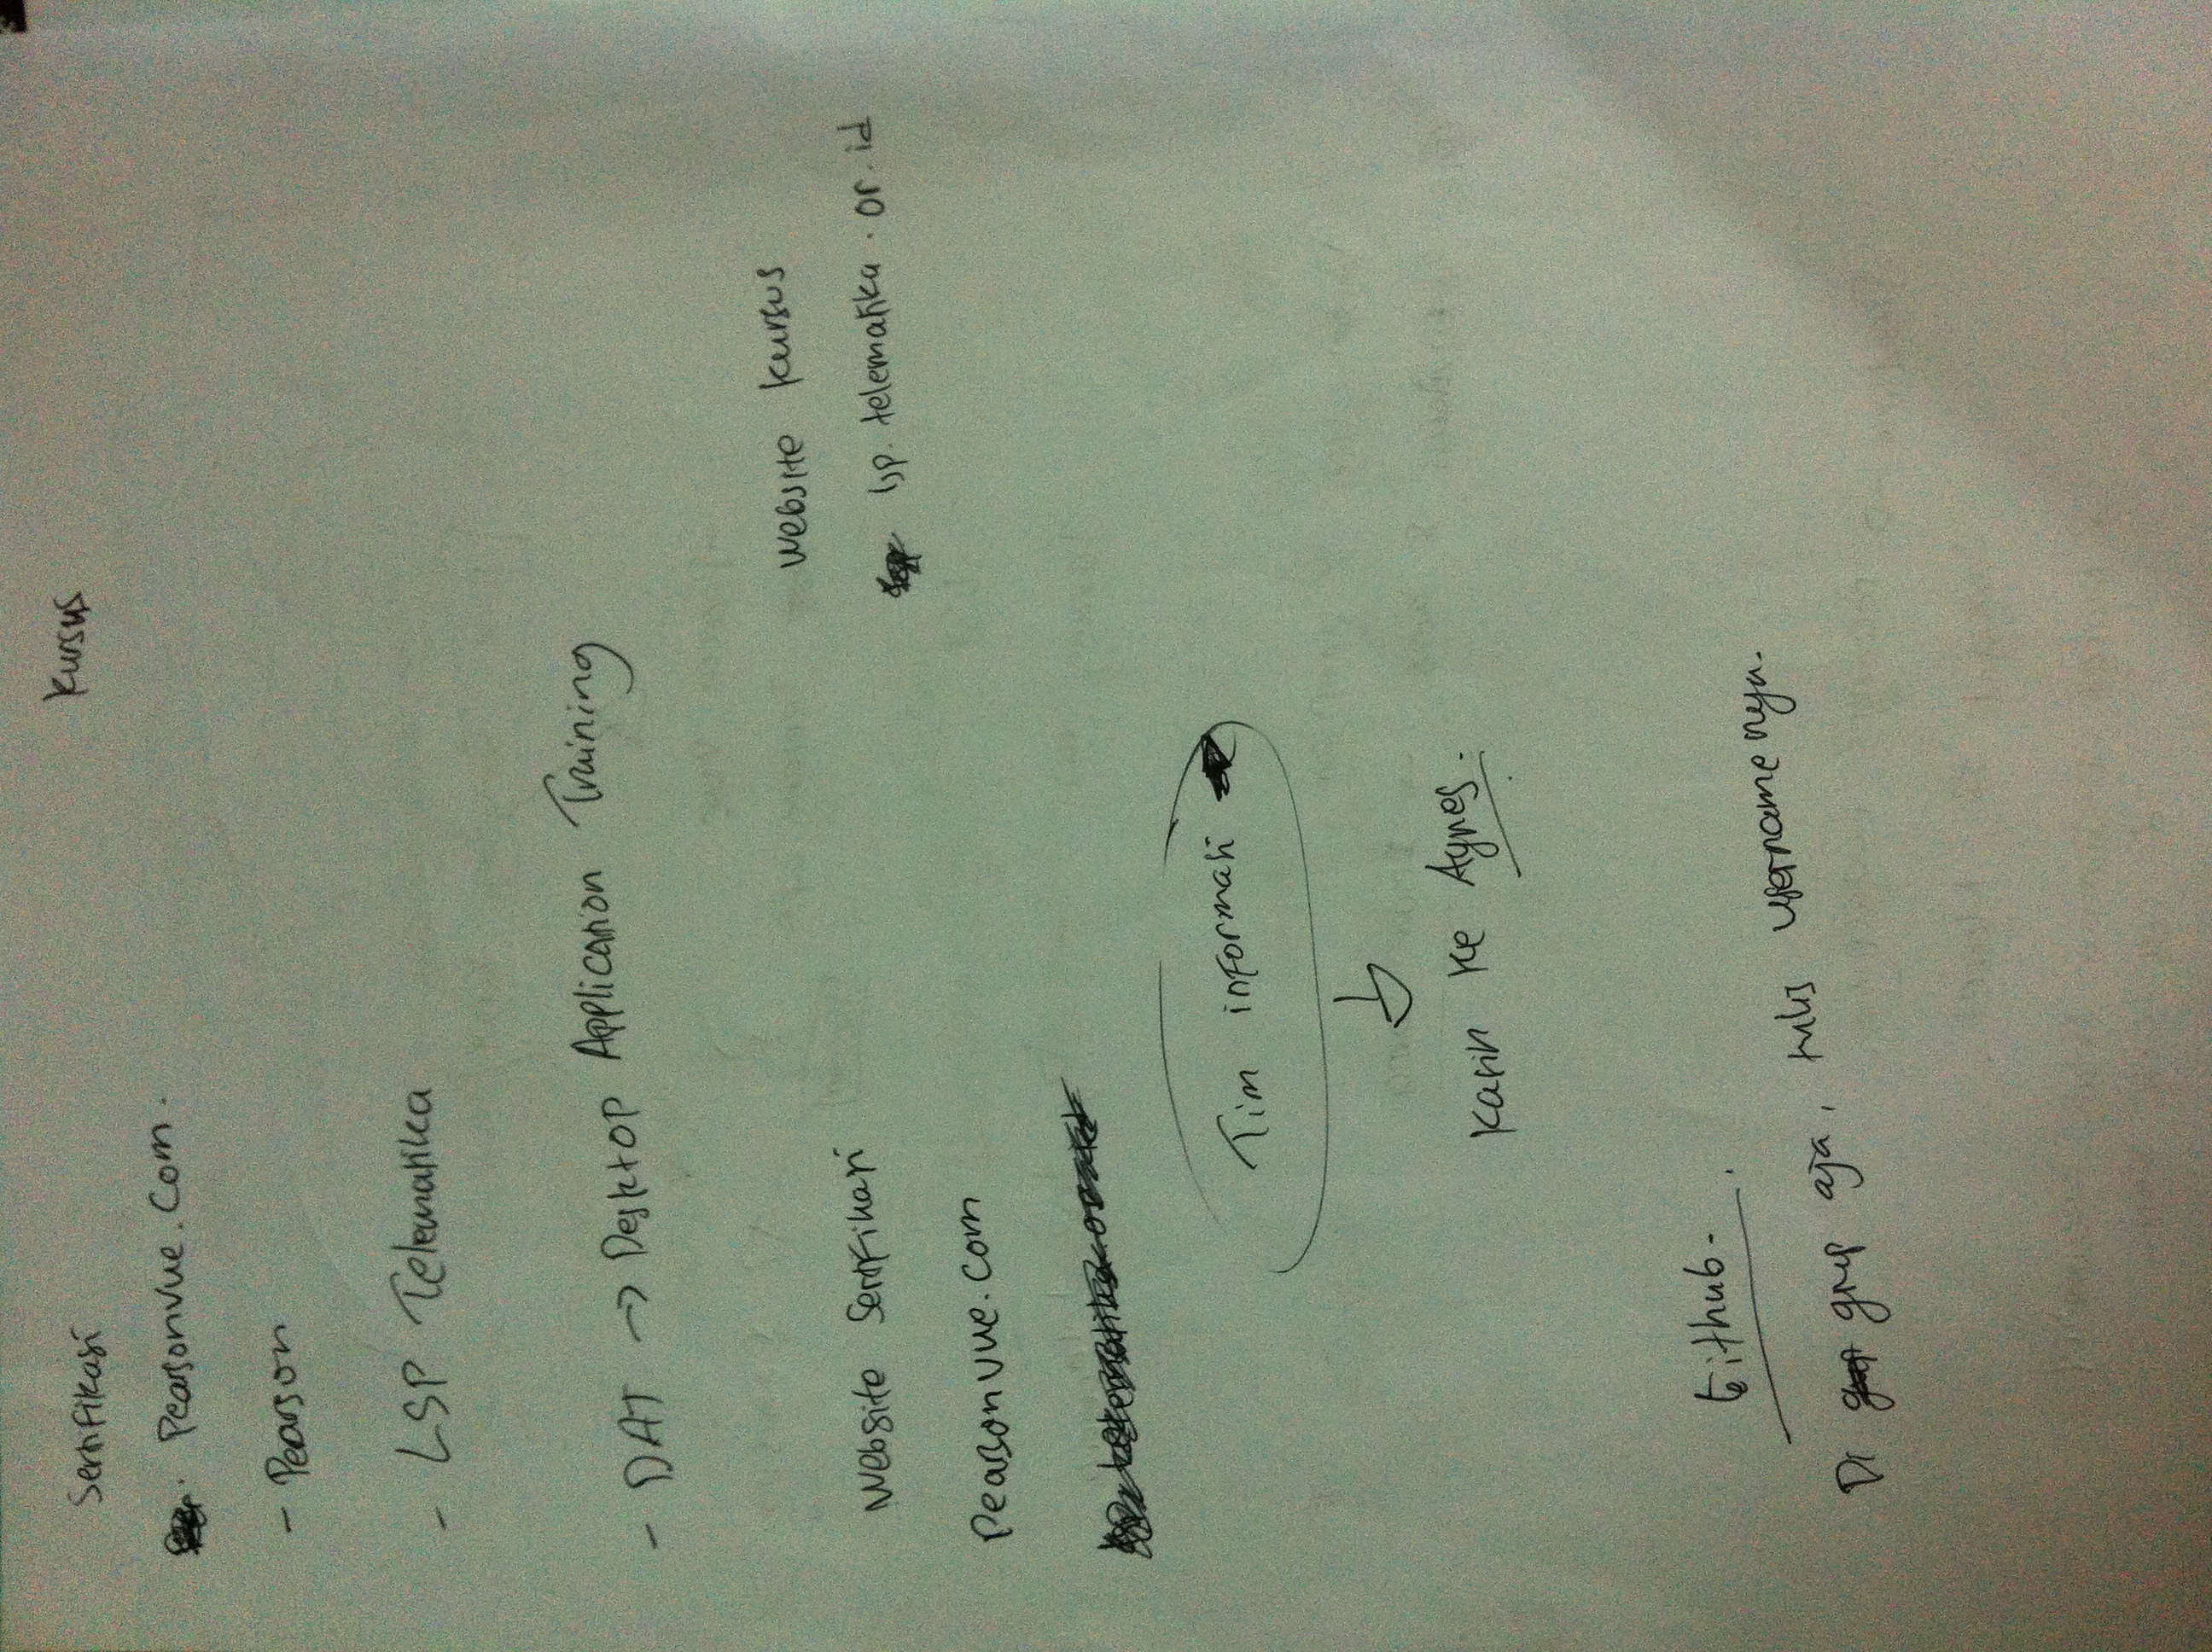 Sertifikasi
Kursus
Pearsonvue.com.
- Pearson
- LSP Telematika
- DAT → Desktop Application Training
Website Sertifikasi
Website kursus
Pearsonvue.com
lsp.telematika.or.id
Tim informasi
Kasih ke Agnes.
Github.
Di grup aja, tulis username nya.